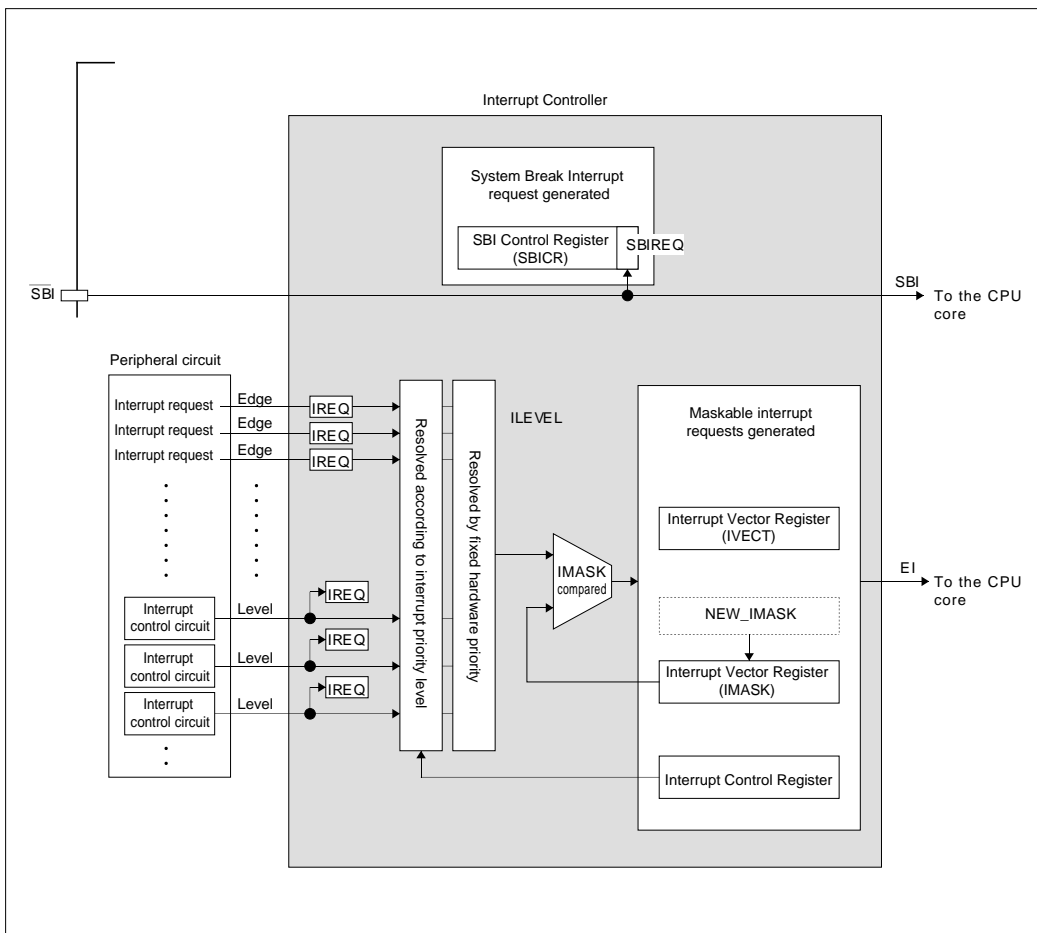 Interrupt Controller
System Break Interrupt
request generated
SBI Control Register
(SBICR)
SBIREQ
SBI
SBI
To the CPU
core
Peripheral circuit
Interrupt request
Edge
IREQ
Interrupt request
Edge
IREQ
Interrupt request
Edge
IREQ
Interrupt
control circuit
Level
IREQ
Interrupt
control circuit
Level
IREQ
Interrupt
control circuit
Level
IREQ
Resolved according to interrupt priority
level
Resolved by fixed hardware priority
ILEVEL
IMASK
compared
Maskable interrupt
requests generated
Interrupt Vector Register
(IVECT)
NEW_IMASK
Interrupt Vector Register
(IMASK)
Interrupt Control Register
EI
To the CPU
core